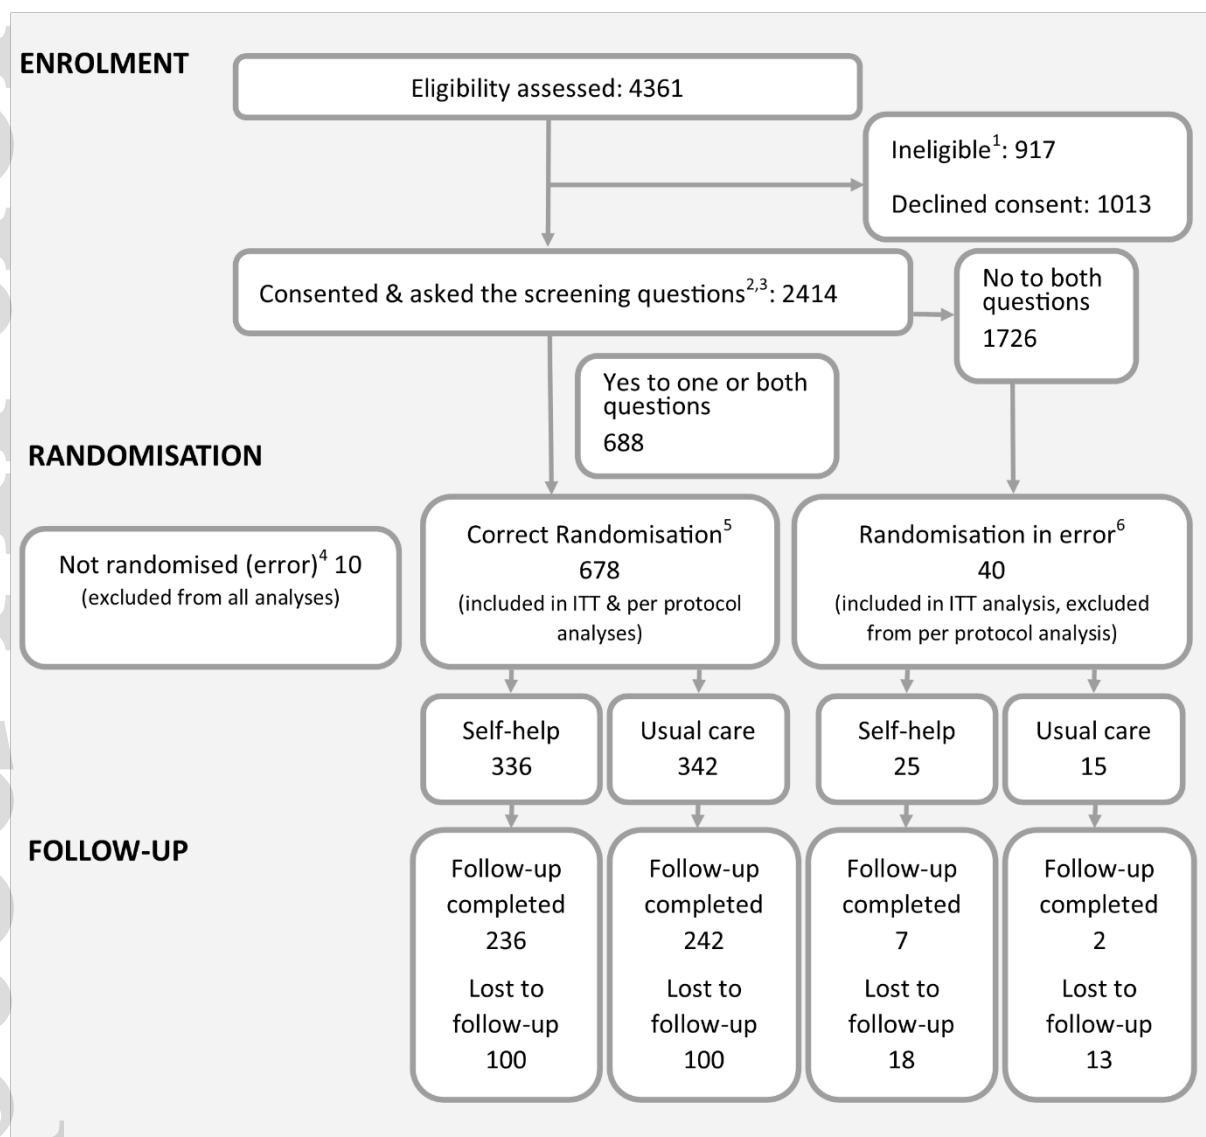 ENROLMENT
Eligibility assessed: 4361
Ineligible1: 917
Declined consent: 1013
Consented & asked the screening questions2,3: 2414
No to both
questions
1726
Yes to one or both
questions
688
RANDOMISATION
Not randomised (error)4 10
(excluded from all analyses)
Correct Randomisation5
678
(included in ITT & per protocol
analyses)
Randomisation in error6
40
(included in ITT analysis, excluded
from per protocol analysis)
Self-help
336
Usual care
342
Self-help
25
Usual care
15
FOLLOW-UP
Follow-up
completed
236
Lost to
follow-up
100
Follow-up
completed
242
Lost to
follow-up
100
Follow-up
completed
7
Lost to
follow-up
18
Follow-up
completed
2
Lost to
follow-up
13